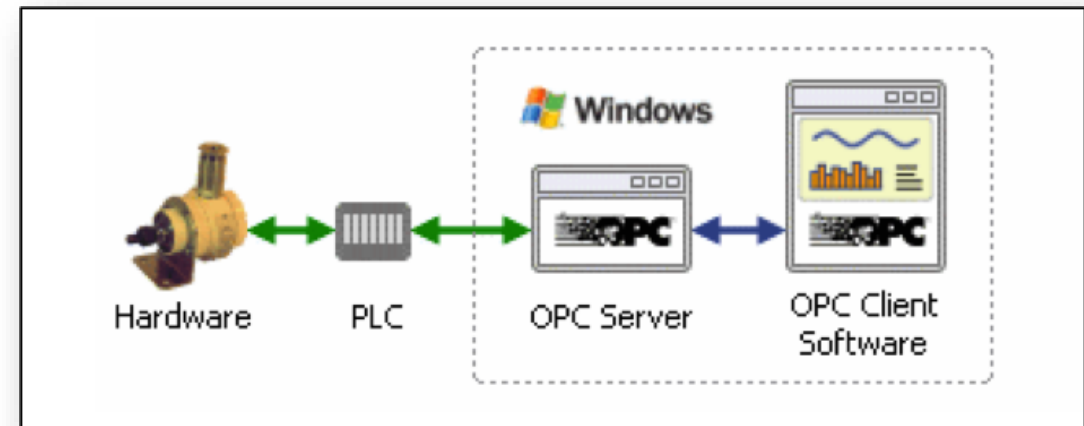 Windows
OPC
OPC
Hardware
PLC
OPC Server
OPC Client
Software